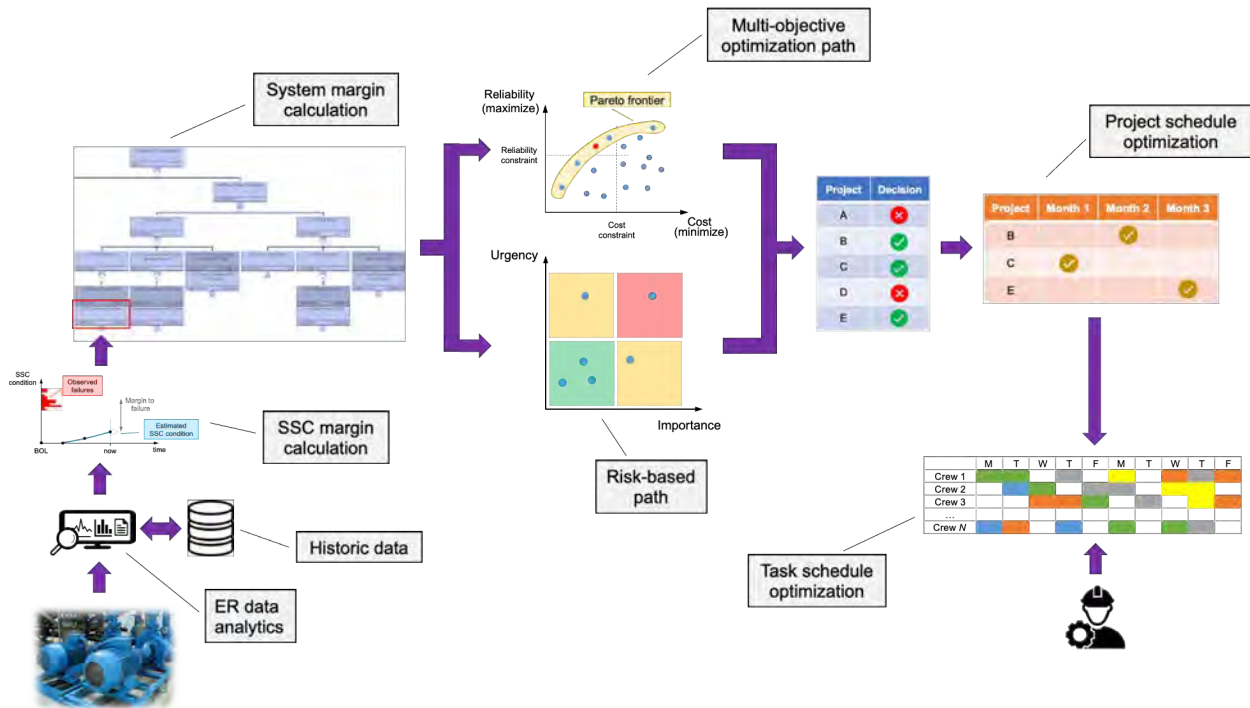 Multi-objective
optimization path
System margin
calculation
Reliability
(maximize)
Pareto frontier
Reliability
constraint
Cost
(minimize)
Cost
constraint
Project schedule
optimization
Project Decision
A
B
C
D
E
Project Month 1 Month 2 Month 3
B
C
E
Urgency
Importance
Risk-based
path
SSC
condition
Observed
failures
Margin to
failure
Estimated
SSC condition
BOL
now
time
SSC margin
calculation
Historic data
ER data
analytics
M T W T F M T W T F
Crew 1
Crew 2
Crew 3
...
Crew N
Task schedule
optimization